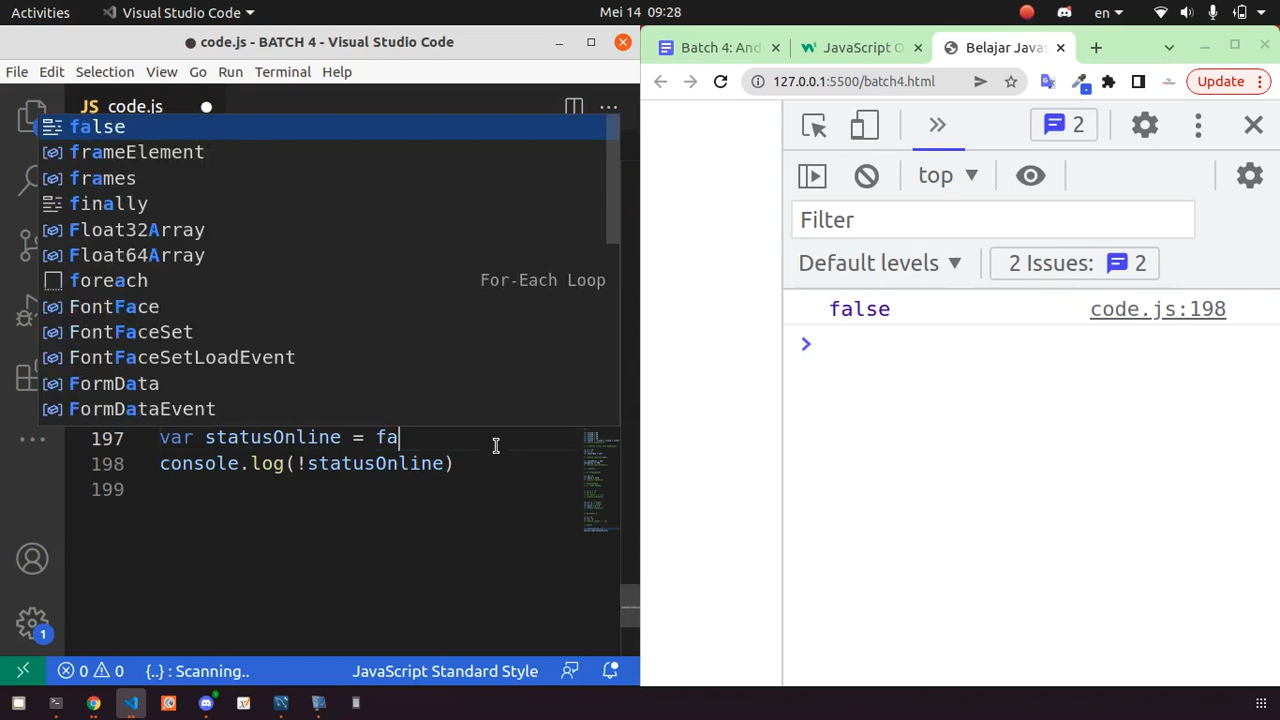 Activities
Visual Studio Code
Mei 14 09:28
en
code.js - BATCH 4 - Visual Studio Code
File Edit Selection View Go Run Terminal Help
JS code.js
false
frameElement
frames
finally
Float32Array
Float64Array
foreach For-Each Loop
FontFace
FontFaceSet
FontFaceSetLoadEvent
FormData
FormDataEvent
197 var statusOnline = fa
198 console.log(!statusOnline)
199
1
0 0 {..} : Scanning.. JavaScript Standard Style
Batch 4: And
JavaScript O
Belajar Javas
127.0.0.1:5500/batch4.html
Update
2
top
Filter
Default levels
2 Issues: 2
false code.js:198